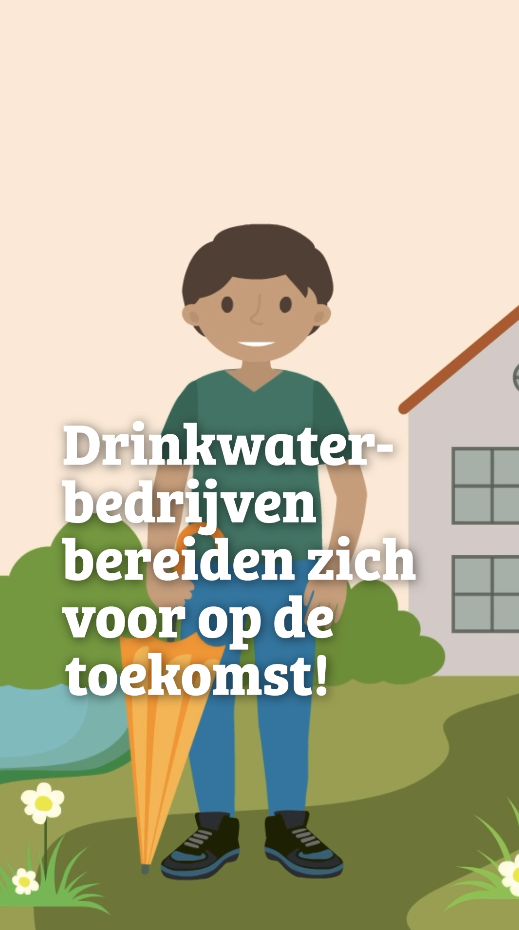 Drinkwater-
bedrijven
bereiden zich
voor op de
toekomst!